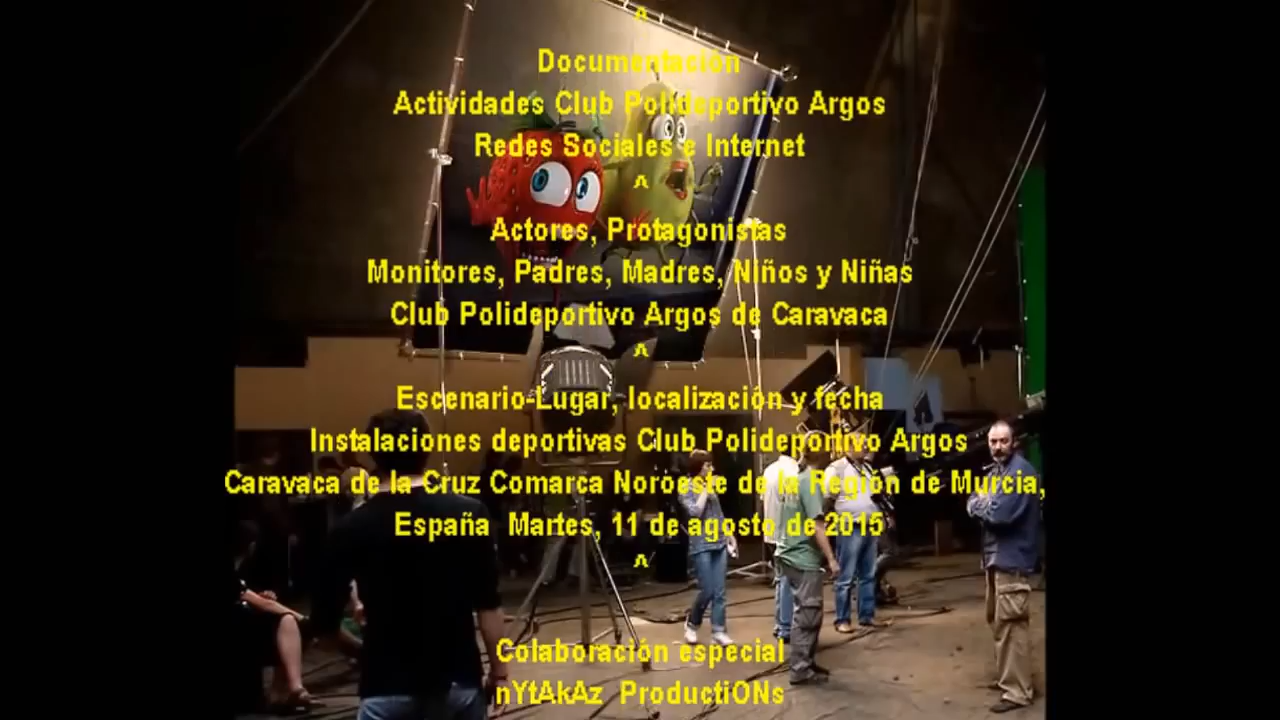 ^
Documentación
Actividades Club Polideportivo Argos
Redes Sociales e Internet
^
Actores, Protagonistas
Monitores, Padres, Madres, Niños y Niñas
Club Polideportivo Argos de Caravaca
^
Escenario-Lugar, localización y fecha
Instalaciones deportivas Club Polideportivo Argos
Caravaca de la Cruz Comarca Noroeste de la Región de Murcia,
España  Martes, 11 de agosto de 2015
^
Colaboración especial
nYtAkAz  ProductiONs